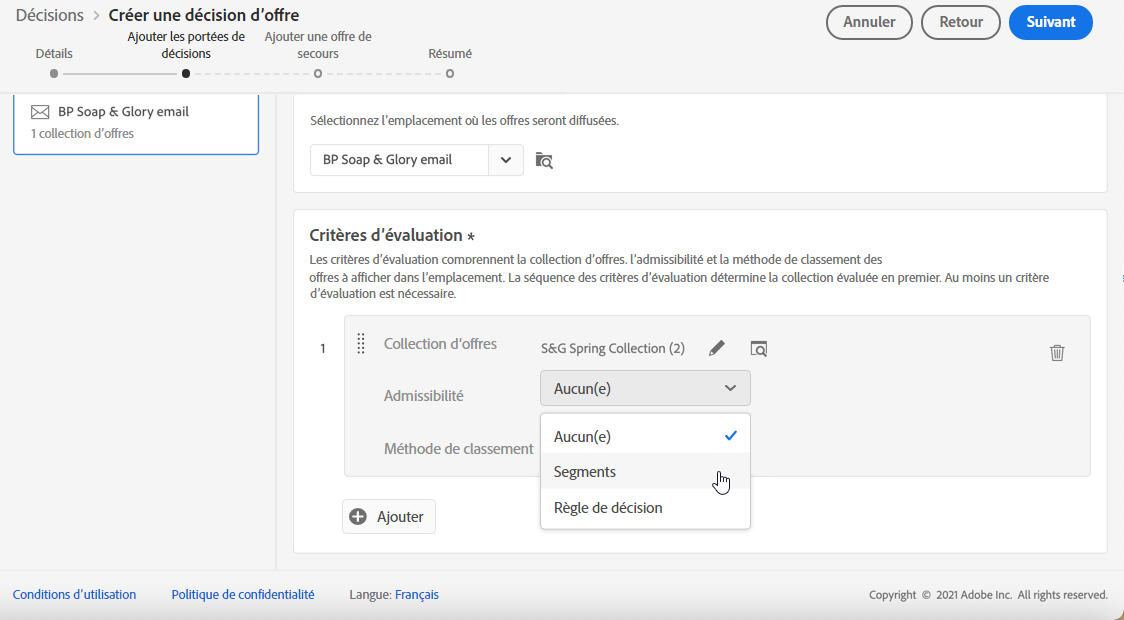 Décisions > Créer une décision d'offre
Annuler
Retour
Suivant
Détails
Ajouter les portées de
décisions
Ajouter une offre de
secours
Résumé
BP Soap & Glory email
1 collection d'offres
Sélectionnez l'emplacement où les offres seront diffusées.
BP Soap & Glory email
Critères d'évaluation *
Les critères d'évaluation comprennent la collection d'offres. l'admissibilité et la méthode de classement des
offres à afficher dans l'emplacement. La séquence des critères d'évaluation détermine la collection évaluée en premier. Au moins un critère
d'évaluation est nécessaire.
1
Collection d'offres
S&G Spring Collection (2)
Admissibilité
Aucun(e)
Méthode de classement
Aucun(e)
Segments
Règle de décision
Ajouter
Conditions d'utilisation
Politique de confidentialité
Langue: Français
Copyright © 2021 Adobe Inc. All rights reserved.